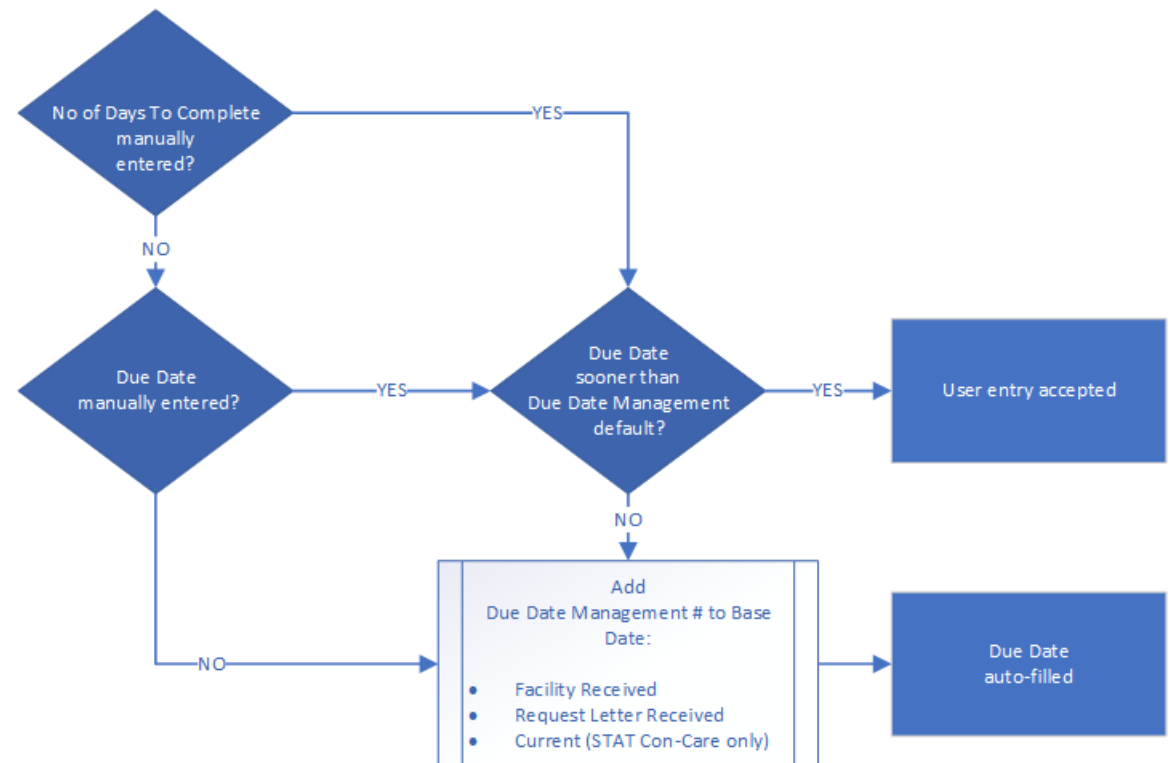 No of Days To Complete
manually
entered?
YES
NO
Due Date
manually entered?
YES
Due Date
sooner than
Due Date Management
default?
YES
User entry accepted
NO
NO
Add
Due Date Management # to Base
Date:
• Facility Received
• Request Letter Received
• Current (STAT Con-Care only)
Due Date
auto-filled